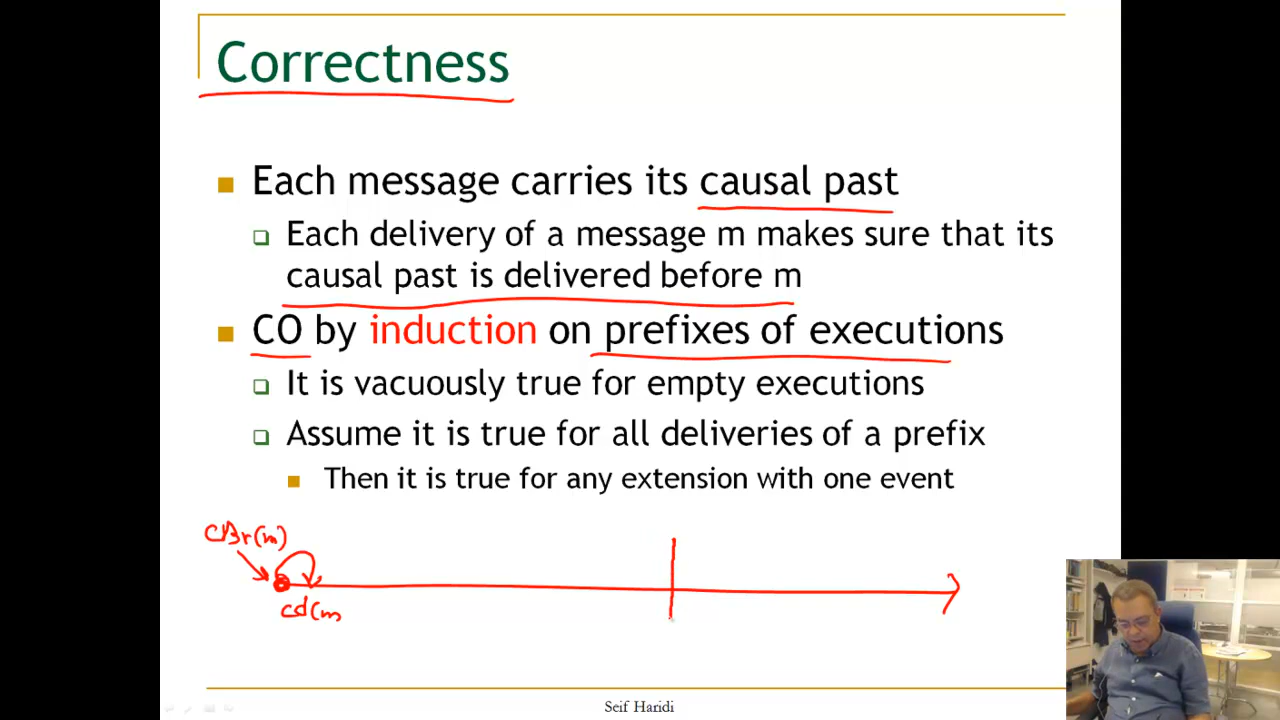 Correctness
Each message carries its causal past
Each delivery of a message m makes sure that its
causal past is delivered before m
CO by induction on prefixes of executions
It is vacuously true for empty executions
Assume it is true for all deliveries of a prefix
Then it is true for any extension with one event
CBr(m)
cd(m
Seif Haridi